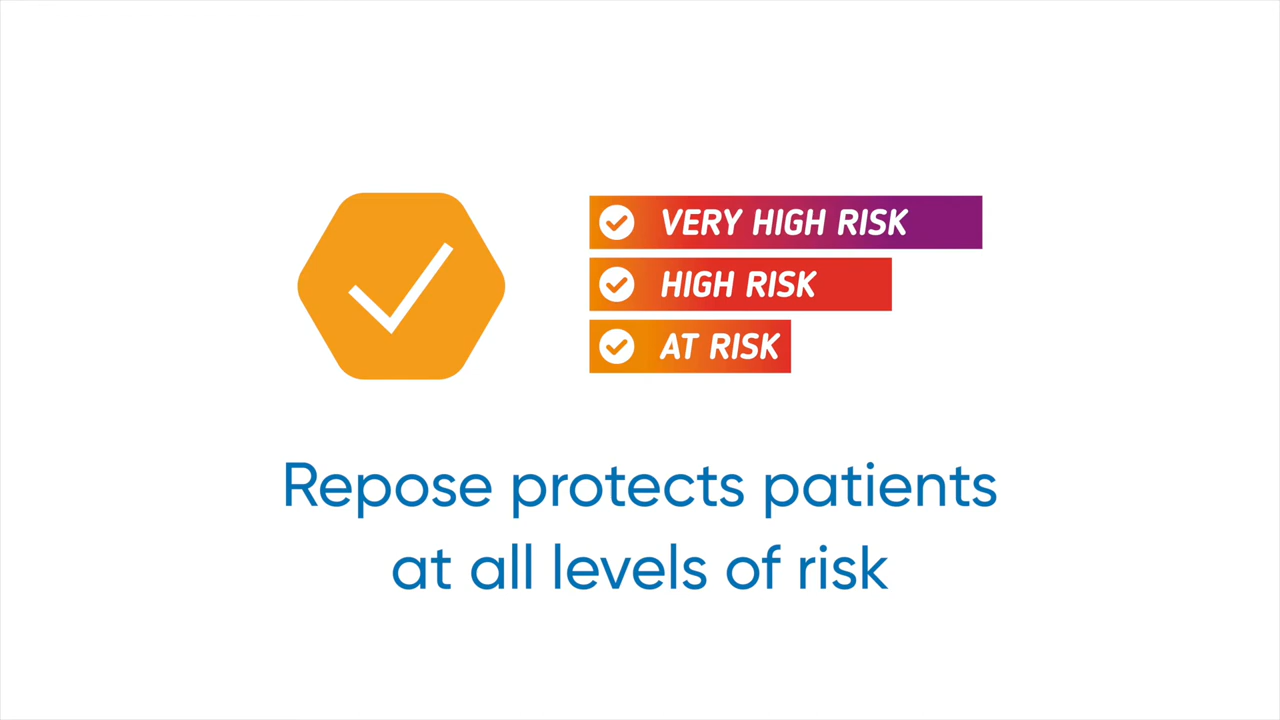 VERY HIGH RISK
HIGH RISK
AT RISK
Repose protects patients
at all levels of risk